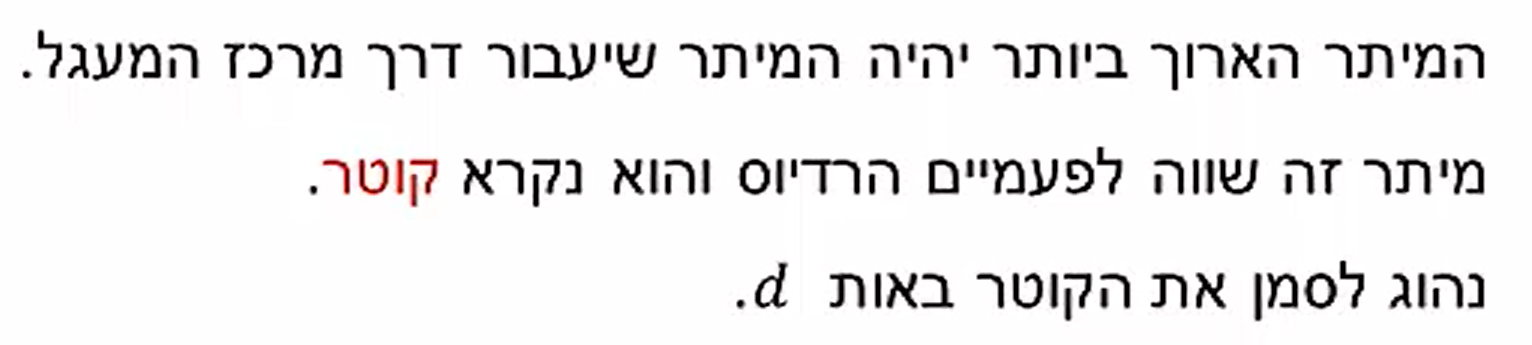 המיתר הארוך ביותר יהיה המיתר שיעבור דרך מרכז המעגל.
מיתר זה שווה לפעמיים הרדיוס והוא נקרא קוטר.
נהוג לסמן את הקוטר באות d.